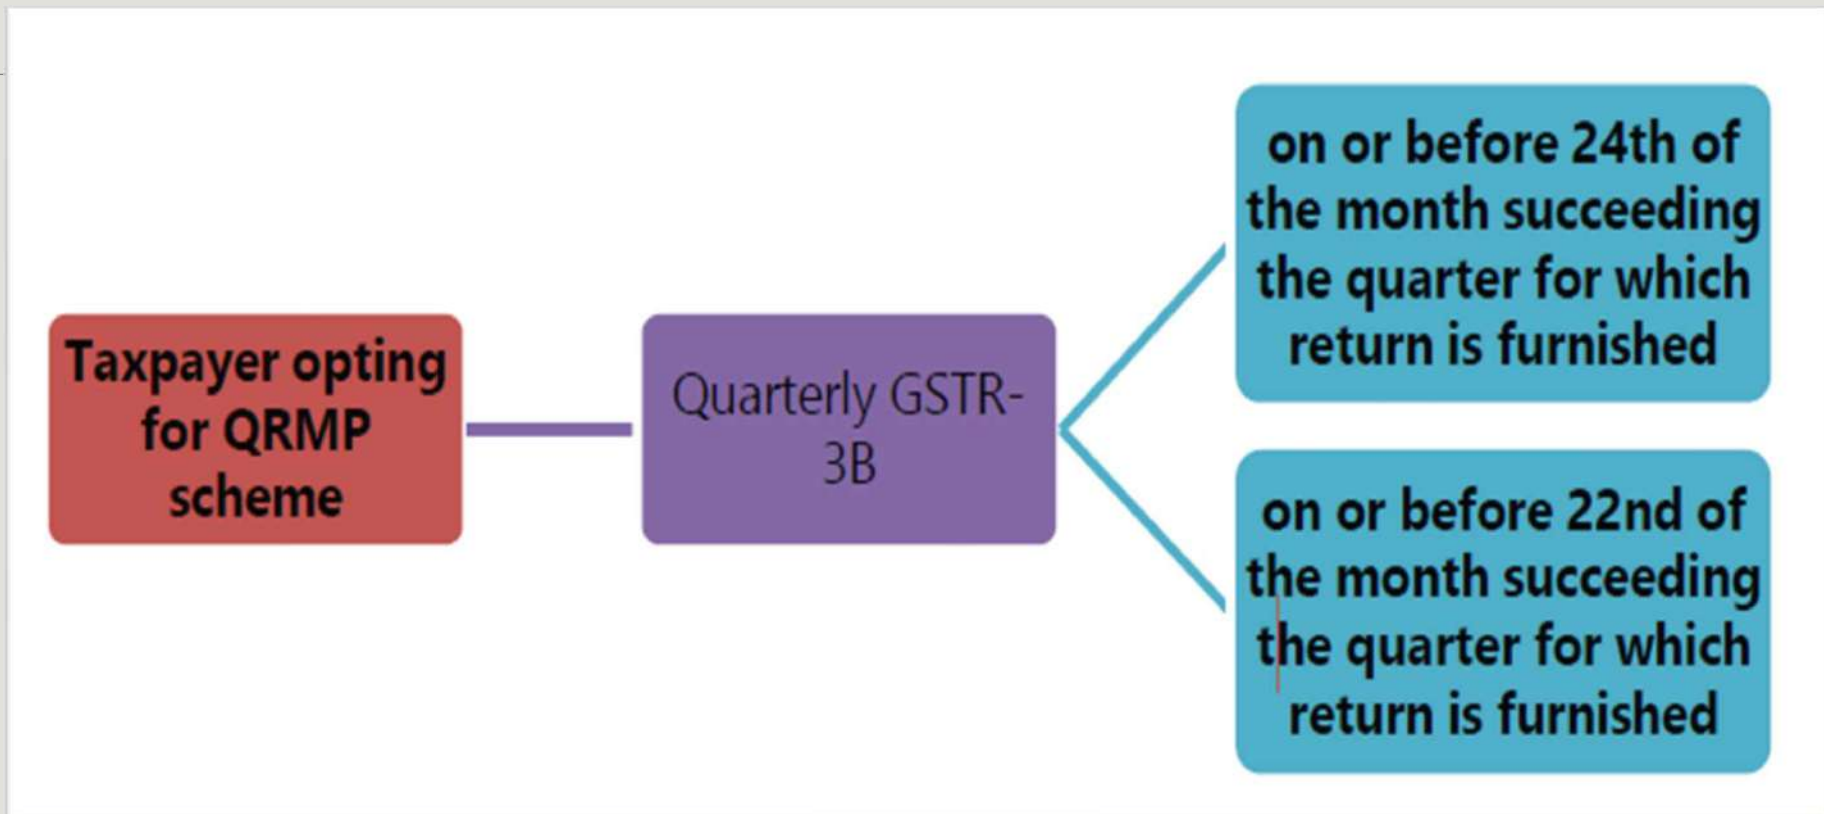 Taxpayer opting
for QRMP
scheme
Quarterly GSTR-
3B
on or before 24th of
the month succeeding
the quarter for which
return is furnished
on or before 22nd of
the month succeeding
the quarter for which
return is furnished